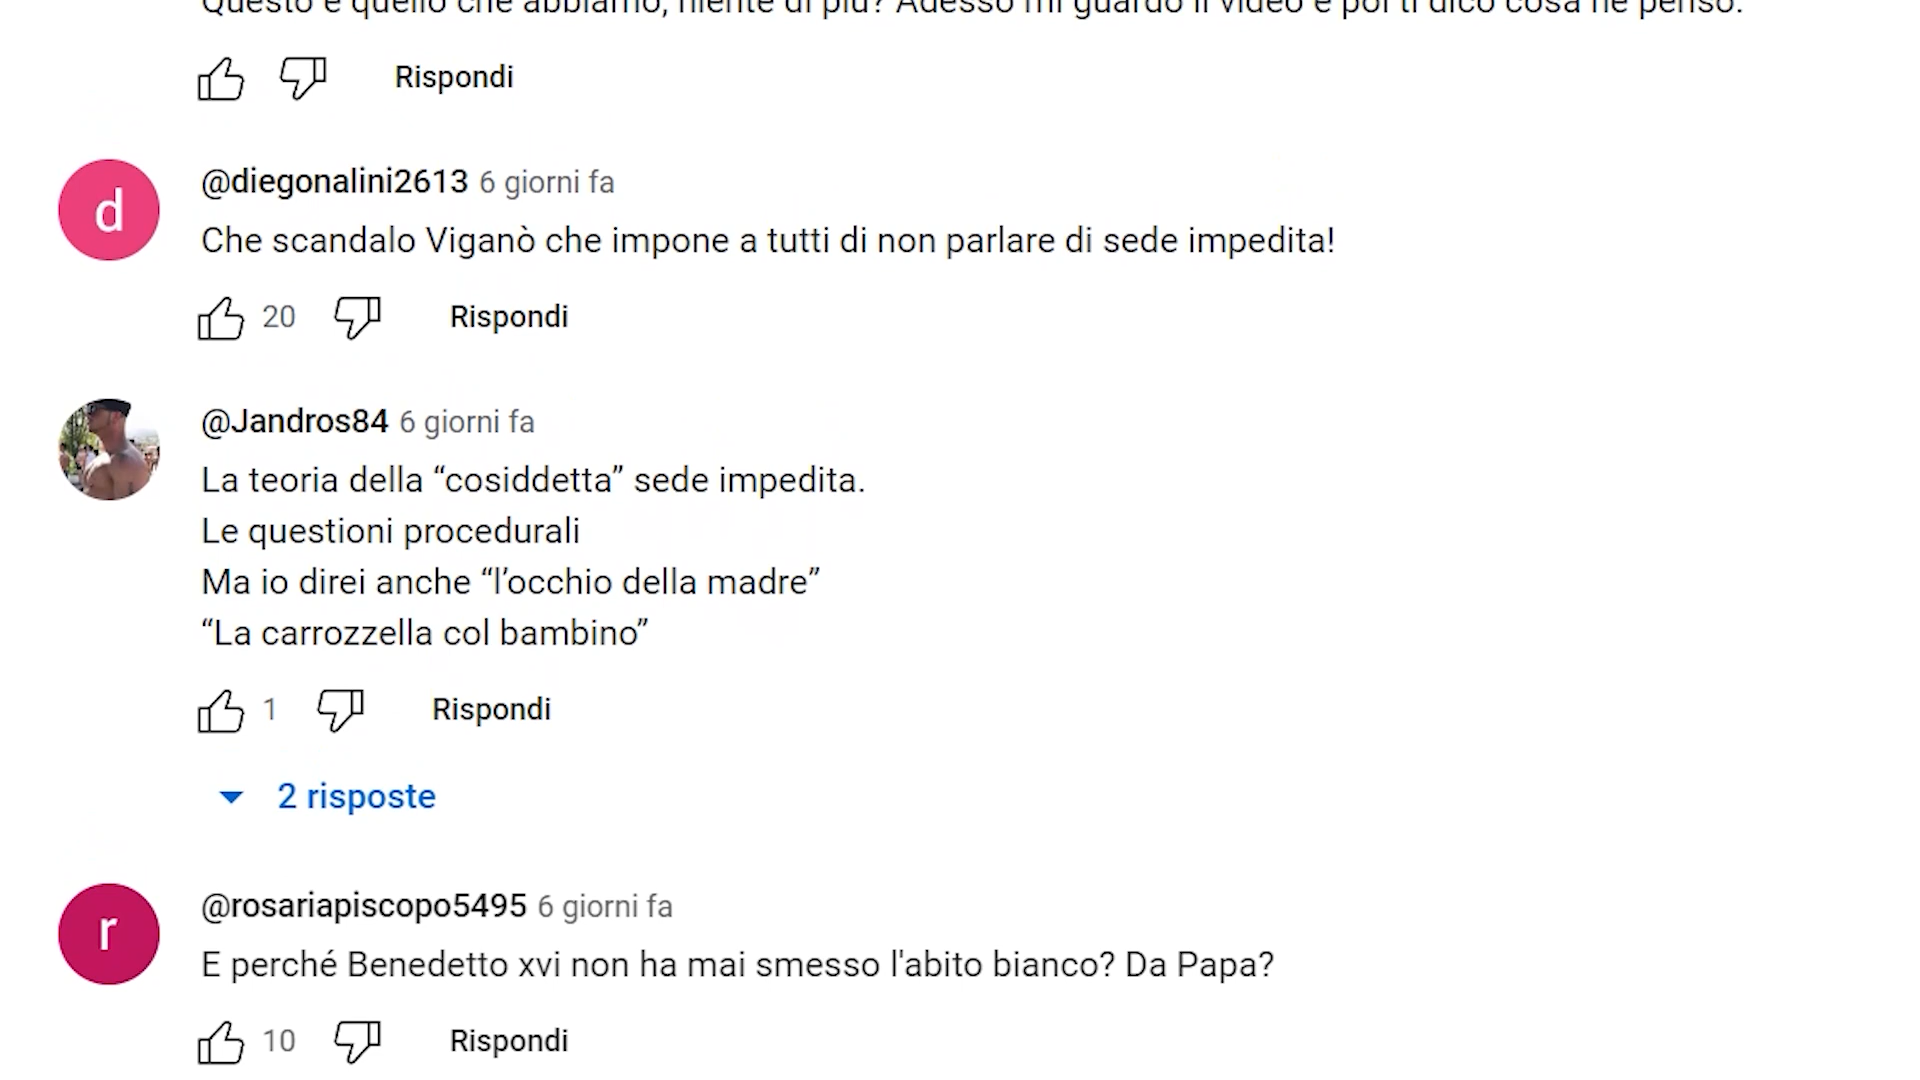 Questo è quello che abbiamo, niente di più? Adesso mi guardo il video e poi ti dico cosa ne penso.
Rispondi
d
@diegonalini2613 6 giorni fa
Che scandalo Viganò che impone a tutti di non parlare di sede impedita!
20 Rispondi
@Jandros84 6 giorni fa
La teoria della “cosiddetta” sede impedita.
Le questioni procedurali
Ma io direi anche “l’occhio della madre”
“La carrozzella col bambino”
1 Rispondi
2 risposte
r
@rosariapiscopo5495 6 giorni fa
E perché Benedetto xvi non ha mai smesso l'abito bianco? Da Papa?
10 Rispondi